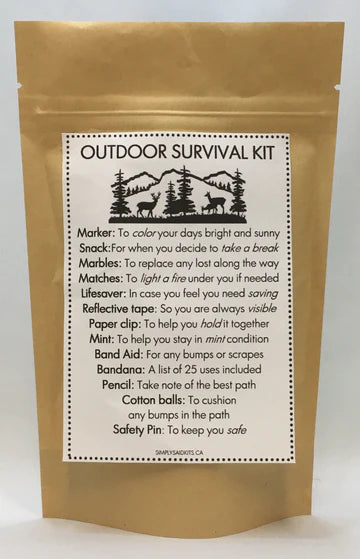 OUTDOOR SURVIVAL KIT
Marker: To color your days bright and sunny
Snack:For when you decide to take a break
Marbles: To replace any lost along the way
Matches: To light a fire under you if needed
Lifesaver: In case you feel you need saving
Reflective tape: So you are always visible
Paper clip: To help you hold it together
Mint: To help you stay in mint condition
Band Aid: For any bumps or scrapes
Bandana: A list of 25 uses included
Pencil: Take note of the best path
Cotton balls: To cushion
any bumps in the path
Safety Pin: To keep you safe
SIMPLYSAIDKITS.CA